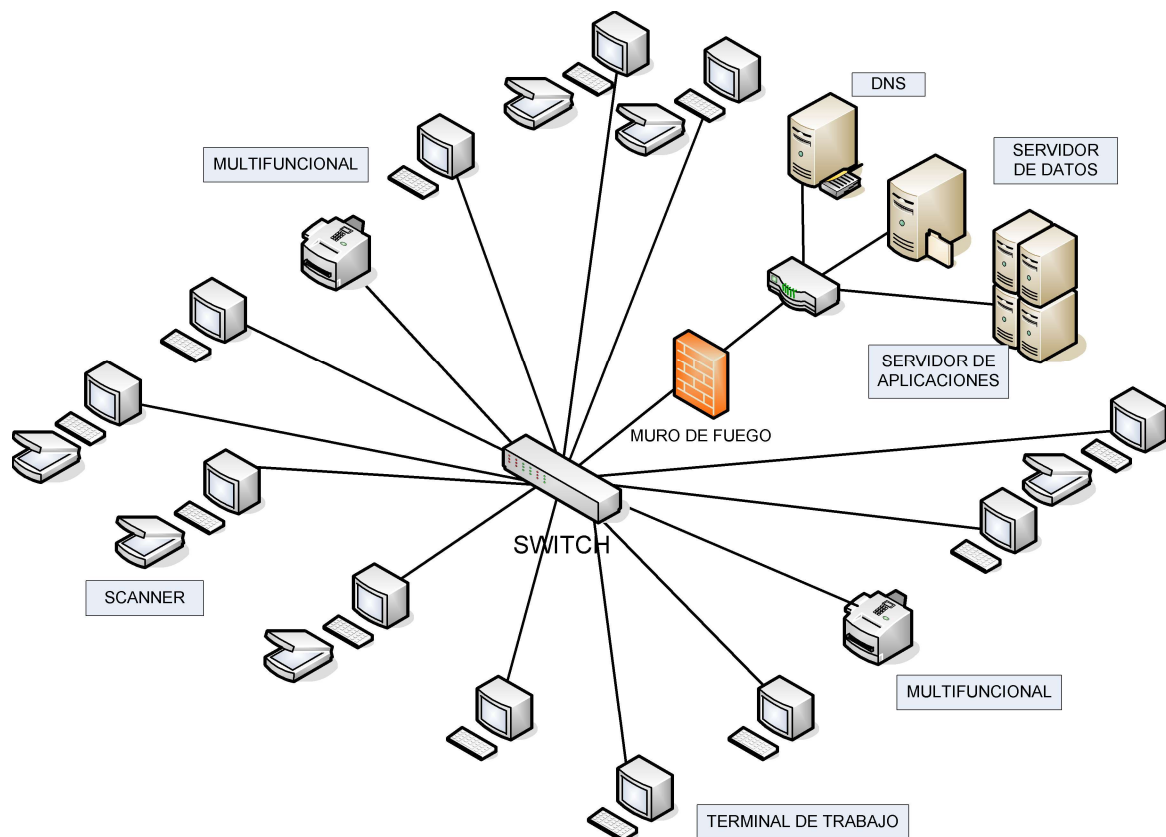 DNS
SERVIDOR
DE DATOS
MULTIFUNCIONAL
SERVIDOR DE
APLICACIONES
MURO DE FUEGO
SWITCH
SCANNER
MULTIFUNCIONAL
TERMINAL DE TRABAJO